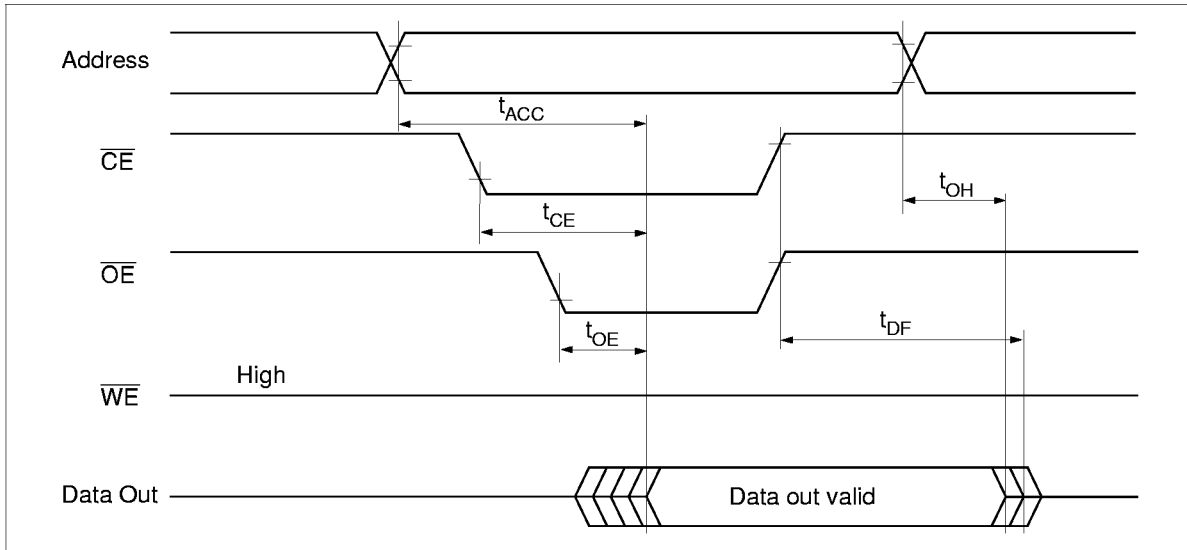 Address
tACC
CE
tOH
tCE
OE
tDF
tOE
High
WE
Data Out
Data out valid